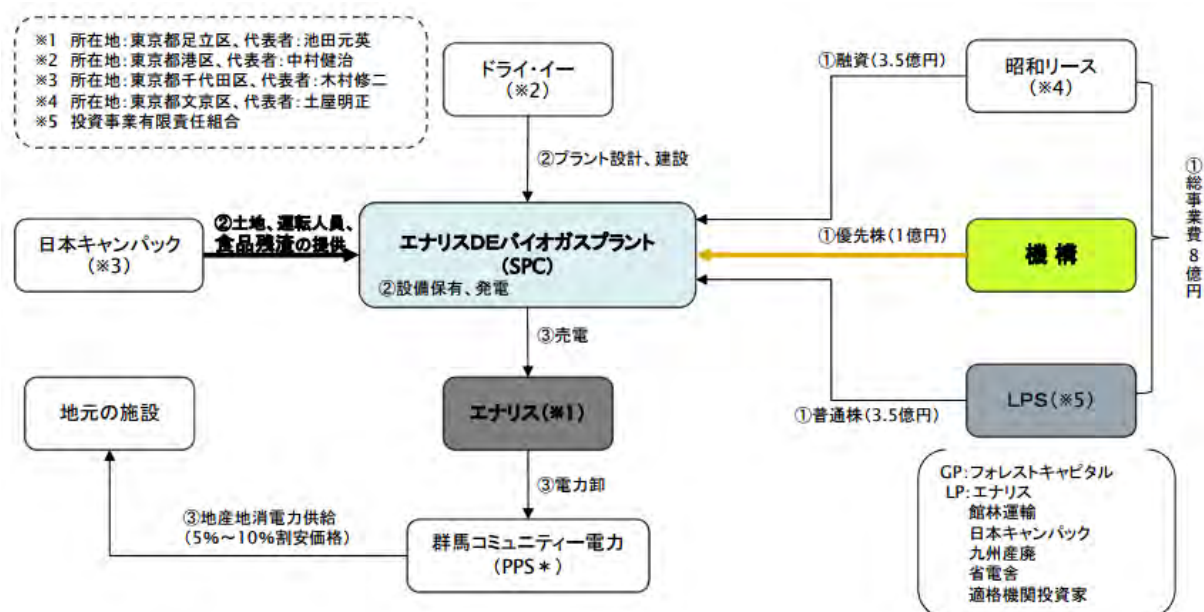 ※1 所在地:東京都足立区、代表者:池田元英
※2 所在地:東京都港区、代表者:中村健治
※3 所在地:東京都千代田区、代表者:木村修二
※4 所在地:東京都文京区、代表者:土屋明正
※5 投資事業有限責任組合
ドライ・イー
(※2)
①融資(3.5億円)
昭和リース
(※4)
②プラント設計、建設
①総事業費8億円
日本キャンパック
(※3)
②土地、運転人員、
食品残渣の提供
エナリスDEバイオガスプラント
(SPC)
②設備保有、発電
①優先株(1億円)
機構
③売電
地元の施設
エナリス(※1)
①普通株(3.5億円)
LPS(※5)
③電力卸
③地産地消電力供給
(5%~10%割安価格)
群馬コミュニティー電力
(PPS*)
GP:フォレストキャピタル
LP:エナリス
館林運輸
日本キャンパック
九州産廃
省電舎
適格機関投資家